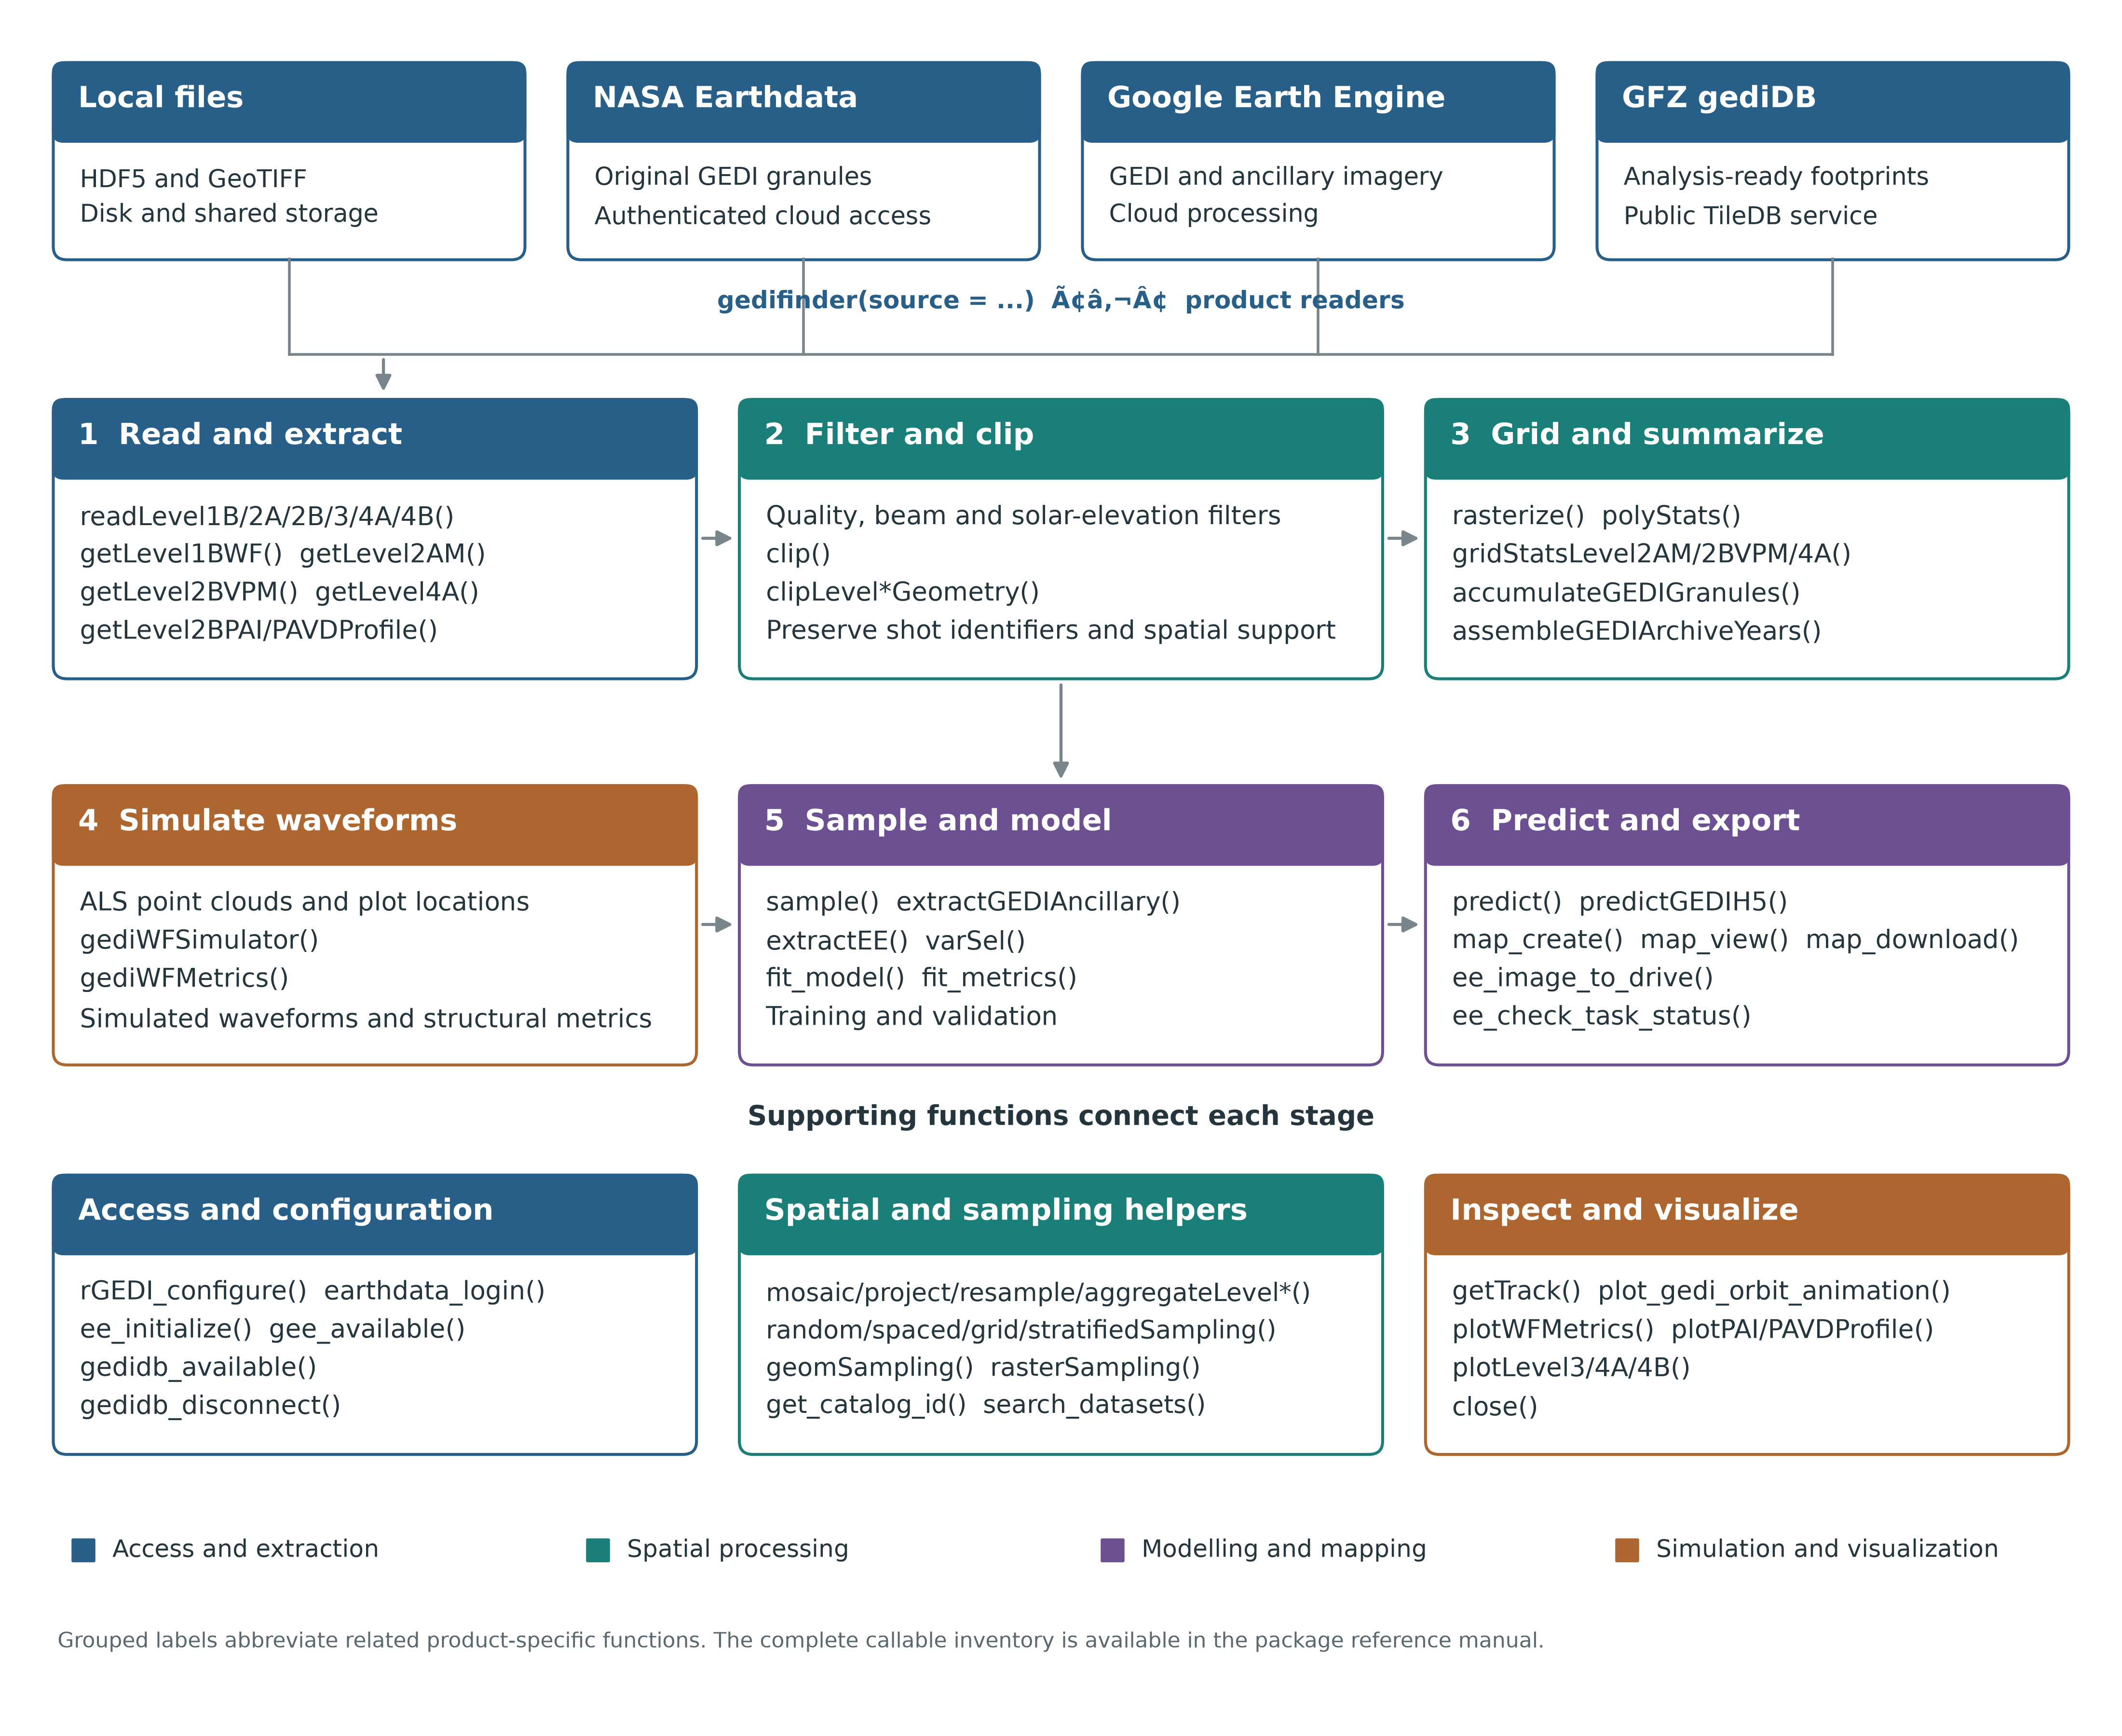 Local files
HDF5 and GeoTIFF
Disk and shared storage
NASA Earthdata
Original GEDI granules
Authenticated cloud access
Google Earth Engine
GEDI and ancillary imagery
Cloud processing
GFZ gediDB
Analysis-ready footprints
Public TileDB service
gedifinder(source = ...)  Ã¢â‚¬Â¢  product readers
1  Read and extract
readLevel1B/2A/2B/3/4A/4B()
getLevel1BWF()  getLevel2AM()
getLevel2BVPM()  getLevel4A()
getLevel2BPAI/PAVDProfile()
2  Filter and clip
Quality, beam and solar-elevation filters
clip()
clipLevel*Geometry()
Preserve shot identifiers and spatial support
3  Grid and summarize
rasterize()  polyStats()
gridStatsLevel2AM/2BVPM/4A()
accumulateGEDIGranules()
assembleGEDIArchiveYears()
4  Simulate waveforms
ALS point clouds and plot locations
gediWFSimulator()
gediWFMetrics()
Simulated waveforms and structural metrics
5  Sample and model
sample()  extractGEDIAncillary()
extractEE()  varSel()
fit_model()  fit_metrics()
Training and validation
6  Predict and export
predict()  predictGEDIH5()
map_create()  map_view()  map_download()
ee_image_to_drive()
ee_check_task_status()
Supporting functions connect each stage
Access and configuration
rGEDI_configure()  earthdata_login()
ee_initialize()  gee_available()
gedidb_available()
gedidb_disconnect()
Spatial and sampling helpers
mosaic/project/resample/aggregateLevel*()
random/spaced/grid/stratifiedSampling()
geomSampling()  rasterSampling()
get_catalog_id()  search_datasets()
Inspect and visualize
getTrack()  plot_gedi_orbit_animation()
plotWFMetrics()  plotPAI/PAVDProfile()
plotLevel3/4A/4B()
close()
Access and extraction
Spatial processing
Modelling and mapping
Simulation and visualization
Grouped labels abbreviate related product-specific functions. The complete callable inventory is available in the package reference manual.